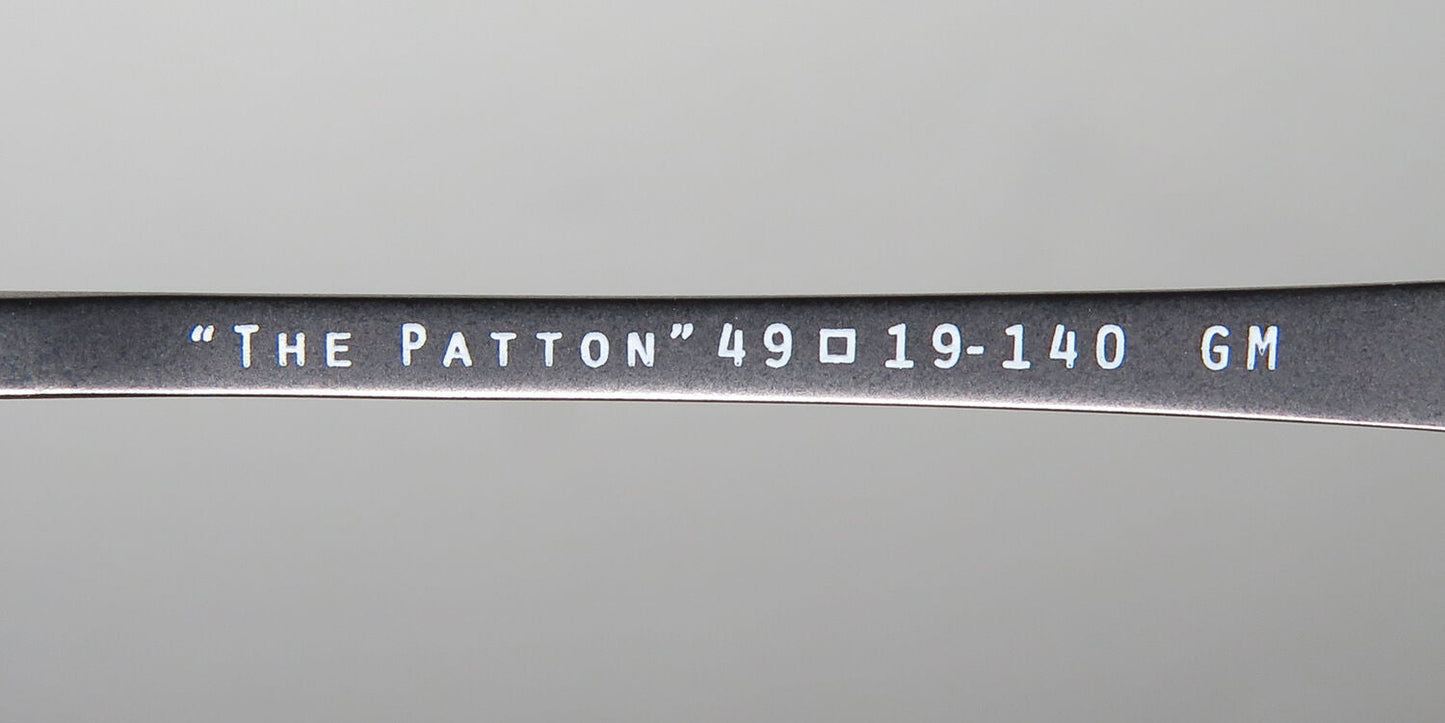 “THE PATTON” 49□19-140 GM